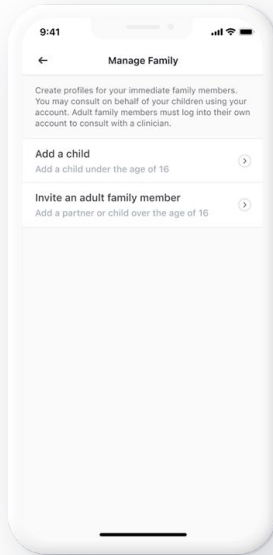 9:41
Manage Family
Create profiles for your immediate family members.
You may consult on behalf of your children using your
account. Adult family members must log into their own
account to consult with a clinician.
Add a child
Add a child under the age of 16
Invite an adult family member
Add a partner or child over the age of 16